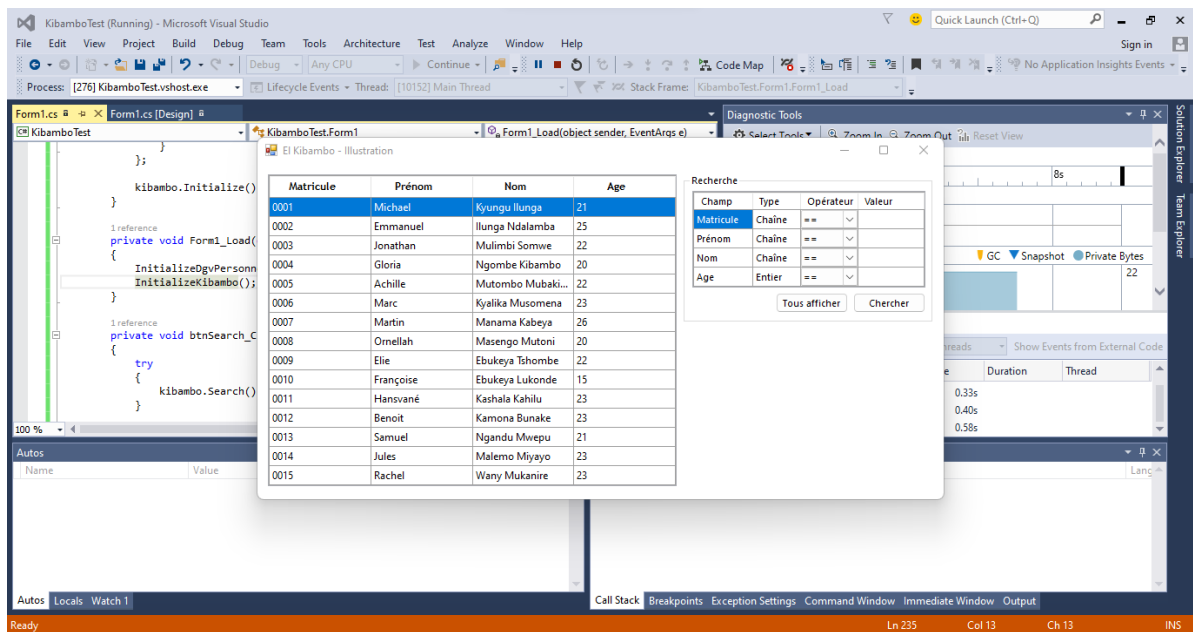 KibamboTest (Running) - Microsoft Visual Studio
Quick Launch (Ctrl+Q)
File Edit View Project Build Debug Team Tools Architecture Test Analyze Window Help
Sign in
Debug Any CPU Continue Code Map No Application Insights Events
Process: [276] KibamboTest.vshost.exe Lifecycle Events Thread: [10152] Main Thread Stack Frame: KibamboTest.Form1.Form1_Load
Form1.cs Form1.cs [Design]
KibamboTest KibamboTest.Form1 Form1_Load(object sender, EventArgs e)
}
};
kibambo.Initialize()
}
1 reference
private void Form1_Load(
{
InitializeDgvPersonn
InitializeKibambo();
}
1 reference
private void btnSearch_C
{
try
{
kibambo.Search()
}
100 %
El Kibambo - Illustration
Matricule Prénom Nom Age
0001 Michael Kyungu Ilunga 21
0002 Emmanuel Ilunga Ndalamba 25
0003 Jonathan Mulimbi Somwe 22
0004 Gloria Ngombe Kibambo 20
0005 Achille Mutombo Mubaki... 22
0006 Marc Kyalika Musomena 23
0007 Martin Manama Kabeya 26
0008 Ornellah Masengo Mutoni 20
0009 Elie Ebukeya Tshombe 22
0010 Françoise Ebukeya Lukonde 15
0011 Hansvané Kashala Kahilu 23
0012 Benoit Kamona Bunake 23
0013 Samuel Ngandu Mwepu 21
0014 Jules Malemo Miyayo 23
0015 Rachel Wany Mukanire 23
Recherche
Champ Type Opérateur Valeur
Matricule Chaîne ==
Prénom Chaîne ==
Nom Chaîne ==
Age Entier ==
Tous afficher Chercher
Diagnostic Tools
Select Tools Zoom In Zoom Out Reset View
8s
GC Snapshot Private Bytes
22
Show Events from External Code
Duration Thread
0.33s
0.40s
0.58s
Solution Explorer
Team Explorer
Autos
Name Value
Lang
Autos Locals Watch 1
Call Stack Breakpoints Exception Settings Command Window Immediate Window Output
Ready Ln 235 Col 13 Ch 13 INS